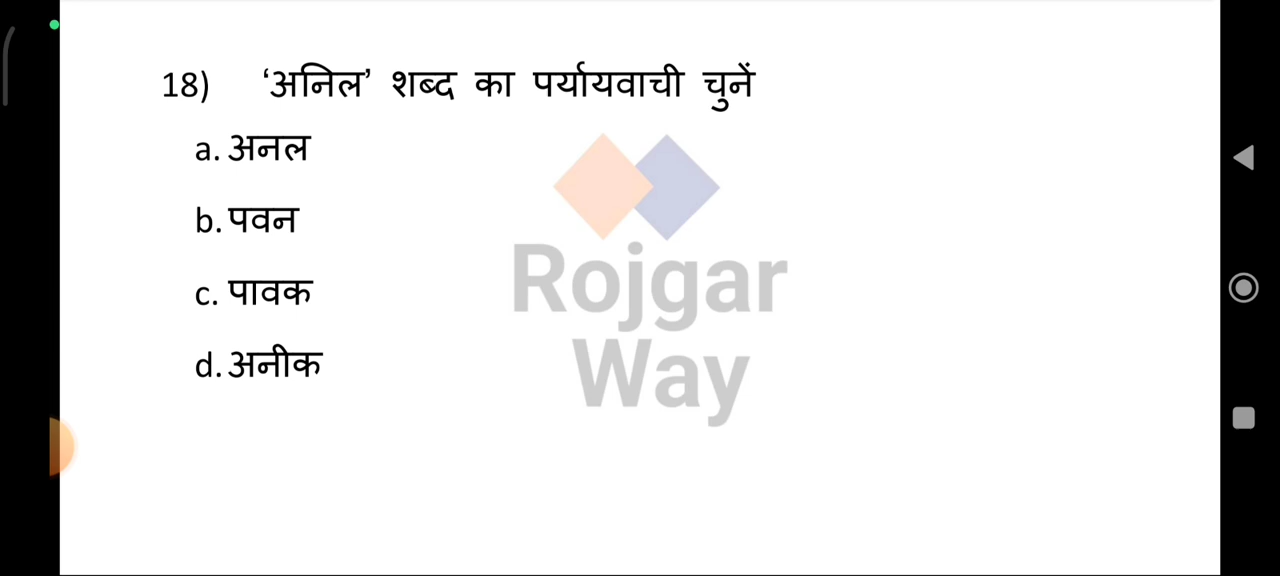 18) ‘अनिल’ शब्द का पर्यायवाची चुनें
a. अनल
b. पवन
c. पावक
d. अनीक
Rojgar
Way